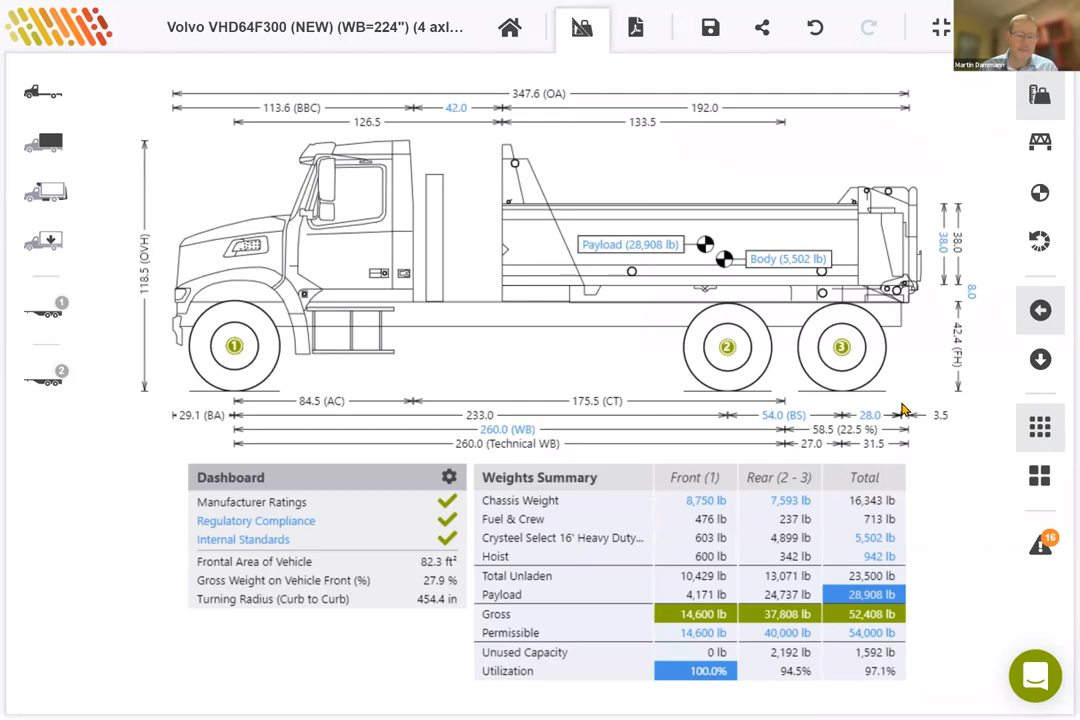 Volvo VHD64F300 (NEW) (WB=224") (4 axl...
Martin Dammann
347.6 (OA)
113.6 (BBC) 42.0 192.0
126.5 133.5
118.5 (OVH)
Payload (28,908 lb)
Body (5,502 lb)
38.0 38.0
8.0
42.4 (FH)
1 2 3
1
2
84.5 (AC) 175.5 (CT)
29.1 (BA) 233.0 54.0 (BS) 28.0 3.5
260.0 (WB) 58.5 (22.5 %)
260.0 (Technical WB) 27.0 31.5
Dashboard
Manufacturer Ratings
Regulatory Compliance
Internal Standards
Frontal Area of Vehicle 82.3 ft²
Gross Weight on Vehicle Front (%) 27.9 %
Turning Radius (Curb to Curb) 454.4 in
Weights Summary Front (1) Rear (2 - 3) Total
Chassis Weight 8,750 lb 7,593 lb 16,343 lb
Fuel & Crew 476 lb 237 lb 713 lb
Crysteel Select 16' Heavy Duty... 603 lb 4,899 lb 5,502 lb
Hoist 600 lb 342 lb 942 lb
Total Unladen 10,429 lb 13,071 lb 23,500 lb
Payload 4,171 lb 24,737 lb 28,908 lb
Gross 14,600 lb 37,808 lb 52,408 lb
Permissible 14,600 lb 40,000 lb 54,000 lb
Unused Capacity 0 lb 2,192 lb 1,592 lb
Utilization 100.0% 94.5% 97.1%
16